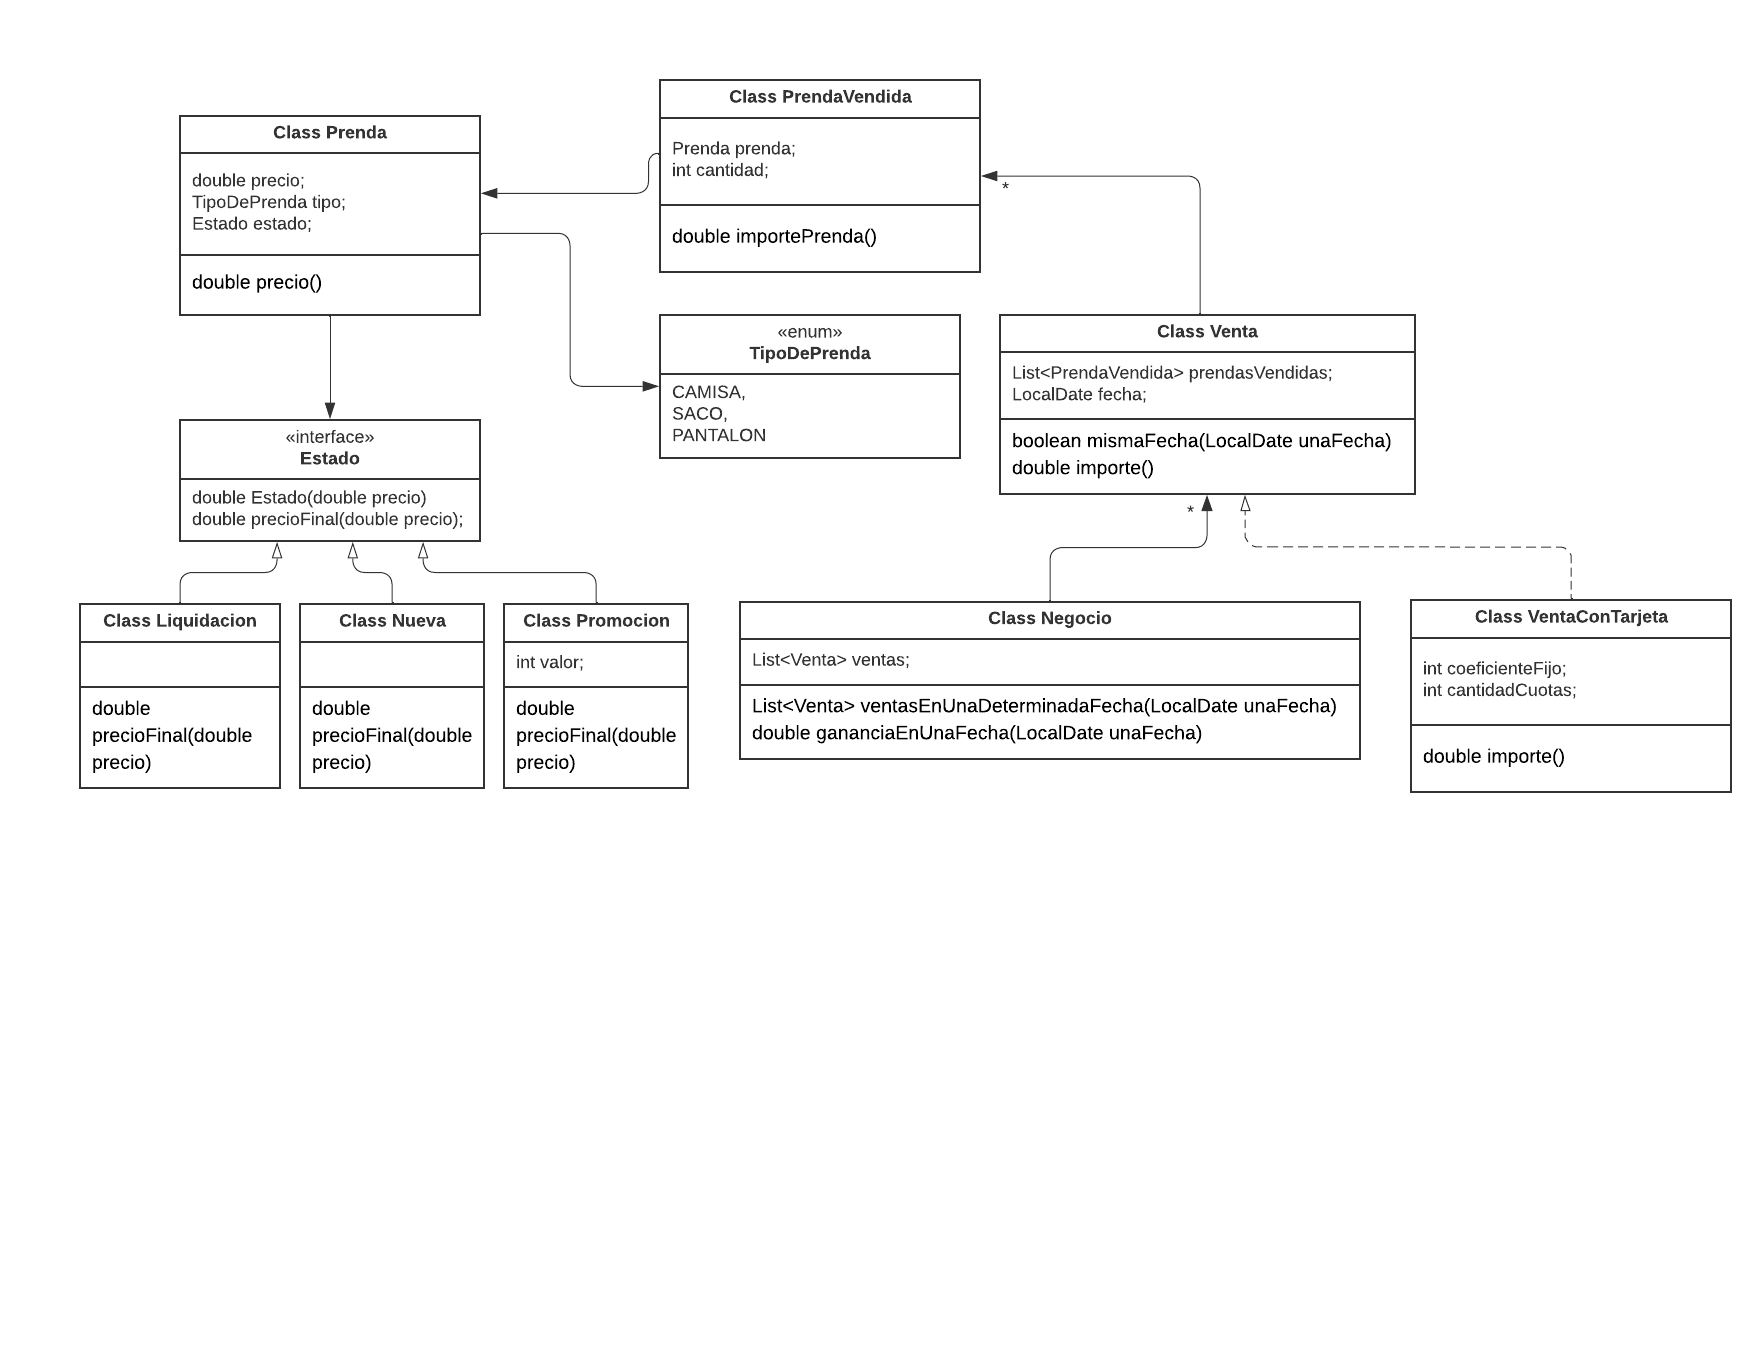 Class PrendaVendida
Prenda prenda;
int cantidad;
double importePrenda()
Class Prenda
double precio;
TipoDePrenda tipo;
Estado estado;
double precio()
*
«enum»
TipoDePrenda
CAMISA,
SACO,
PANTALON
Class Venta
List<PrendaVendida> prendasVendidas;
LocalDate fecha;
boolean mismaFecha(LocalDate unaFecha)
double importe()
«interface»
Estado
double Estado(double precio)
double precioFinal(double precio);
*
Class Liquidacion
double
precioFinal(double
precio)
Class Nueva
double
precioFinal(double
precio)
Class Promocion
int valor;
double
precioFinal(double
precio)
Class Negocio
List<Venta> ventas;
List<Venta> ventasEnUnaDeterminadaFecha(LocalDate unaFecha)
double gananciaEnUnaFecha(LocalDate unaFecha)
Class VentaConTarjeta
int coeficienteFijo;
int cantidadCuotas;
double importe()